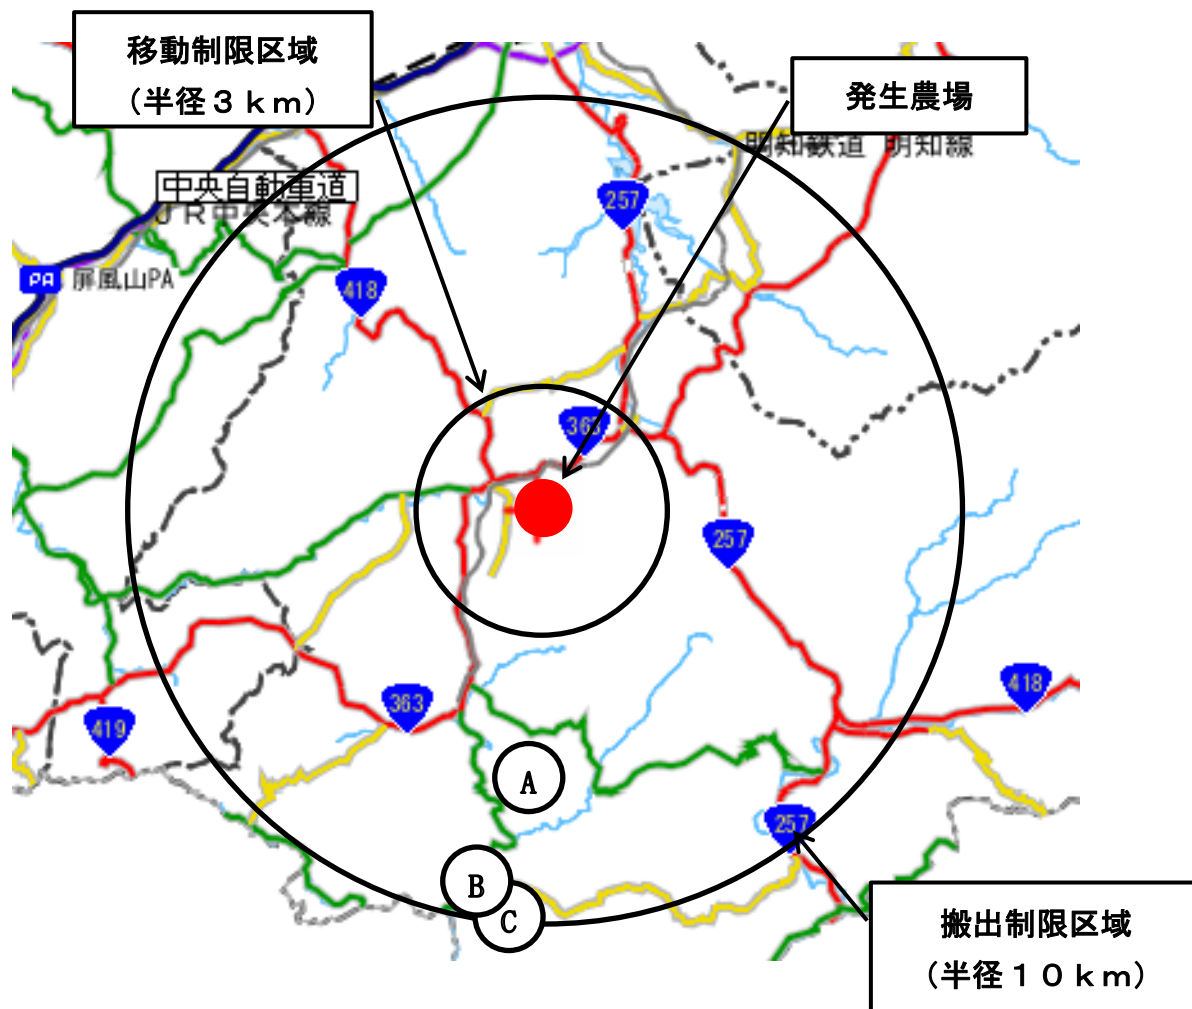 移動制限区域
（半径３ｋｍ）
発生農場
明知鉄道 明知線
中央自動車道
ＪＲ中央本線
257
PA 屏風山PA
418
363
257
418
363
419
A
257
B
C
搬出制限区域
（半径１０ｋｍ）